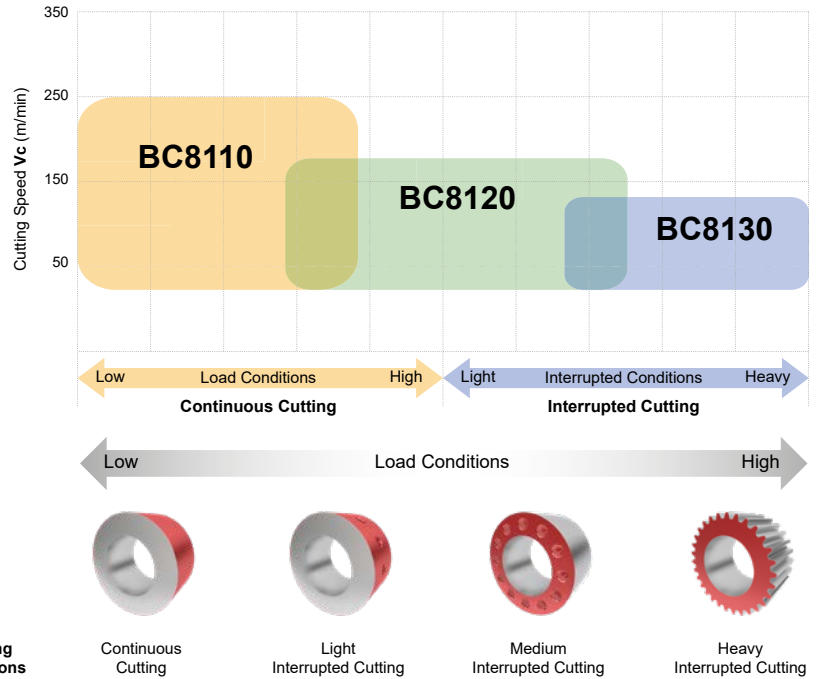 350
250
150
50
Cutting Speed Vc (m/min)
BC8110
BC8120
BC8130
Low Load Conditions High
Light Interrupted Conditions Heavy
Continuous Cutting
Interrupted Cutting
Low Load Conditions High
ng
ons
Continuous
Cutting
Light
Interrupted Cutting
Medium
Interrupted Cutting
Heavy
Interrupted Cutting